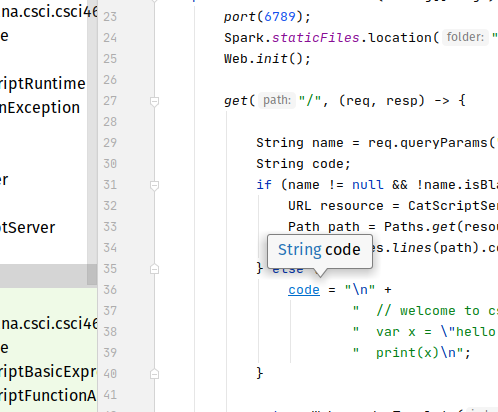 na.csci.csci46
e
criptRuntime
nException
er
otServer
na.csci.csci46
e
criptBasicExpr
criptFunctionA
23 port(6789);
24 Spark.staticFiles.location( folder: "
25 Web.init();
26
27 get( path: "/", (req, resp) -> {
28
29 String name = req.queryParams(
30 String code;
31 if (name != null && !name.isBla
32 URL resource = CatScriptSer
33 Path path = Paths.get(resou
34 es.lines(path).co
String code
35 } else
36 code = "\n" +
37 " // welcome to cs
38 " var x = \"hello
39 " print(x)\n";
40 }
41